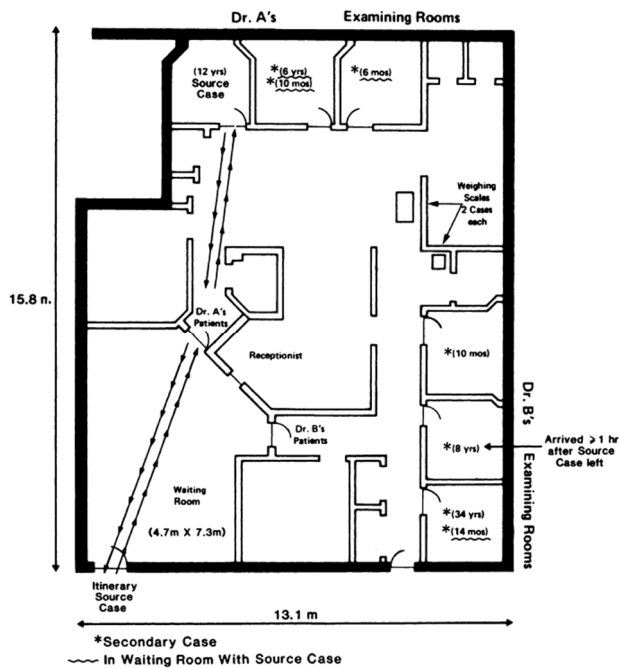 Dr. A's Examining Rooms
(12 yrs)
Source
Case
*(6 yrs)
*(10 mos)
*(6 mos)
Weighing
Scales
2 Cases
each
15.8 n.
Dr. A's
Patients
Receptionist
*(10 mos)
Dr. B's Examining Rooms
Dr. B's
Patients
*(8 yrs)
Arrived ⩾ 1 hr
after Source
Case left
Waiting
Room
(4.7m X 7.3m)
*(34 yrs)
*(14 mos)
Itinerary
Source
Case
13.1 m
*Secondary Case
In Waiting Room With Source Case